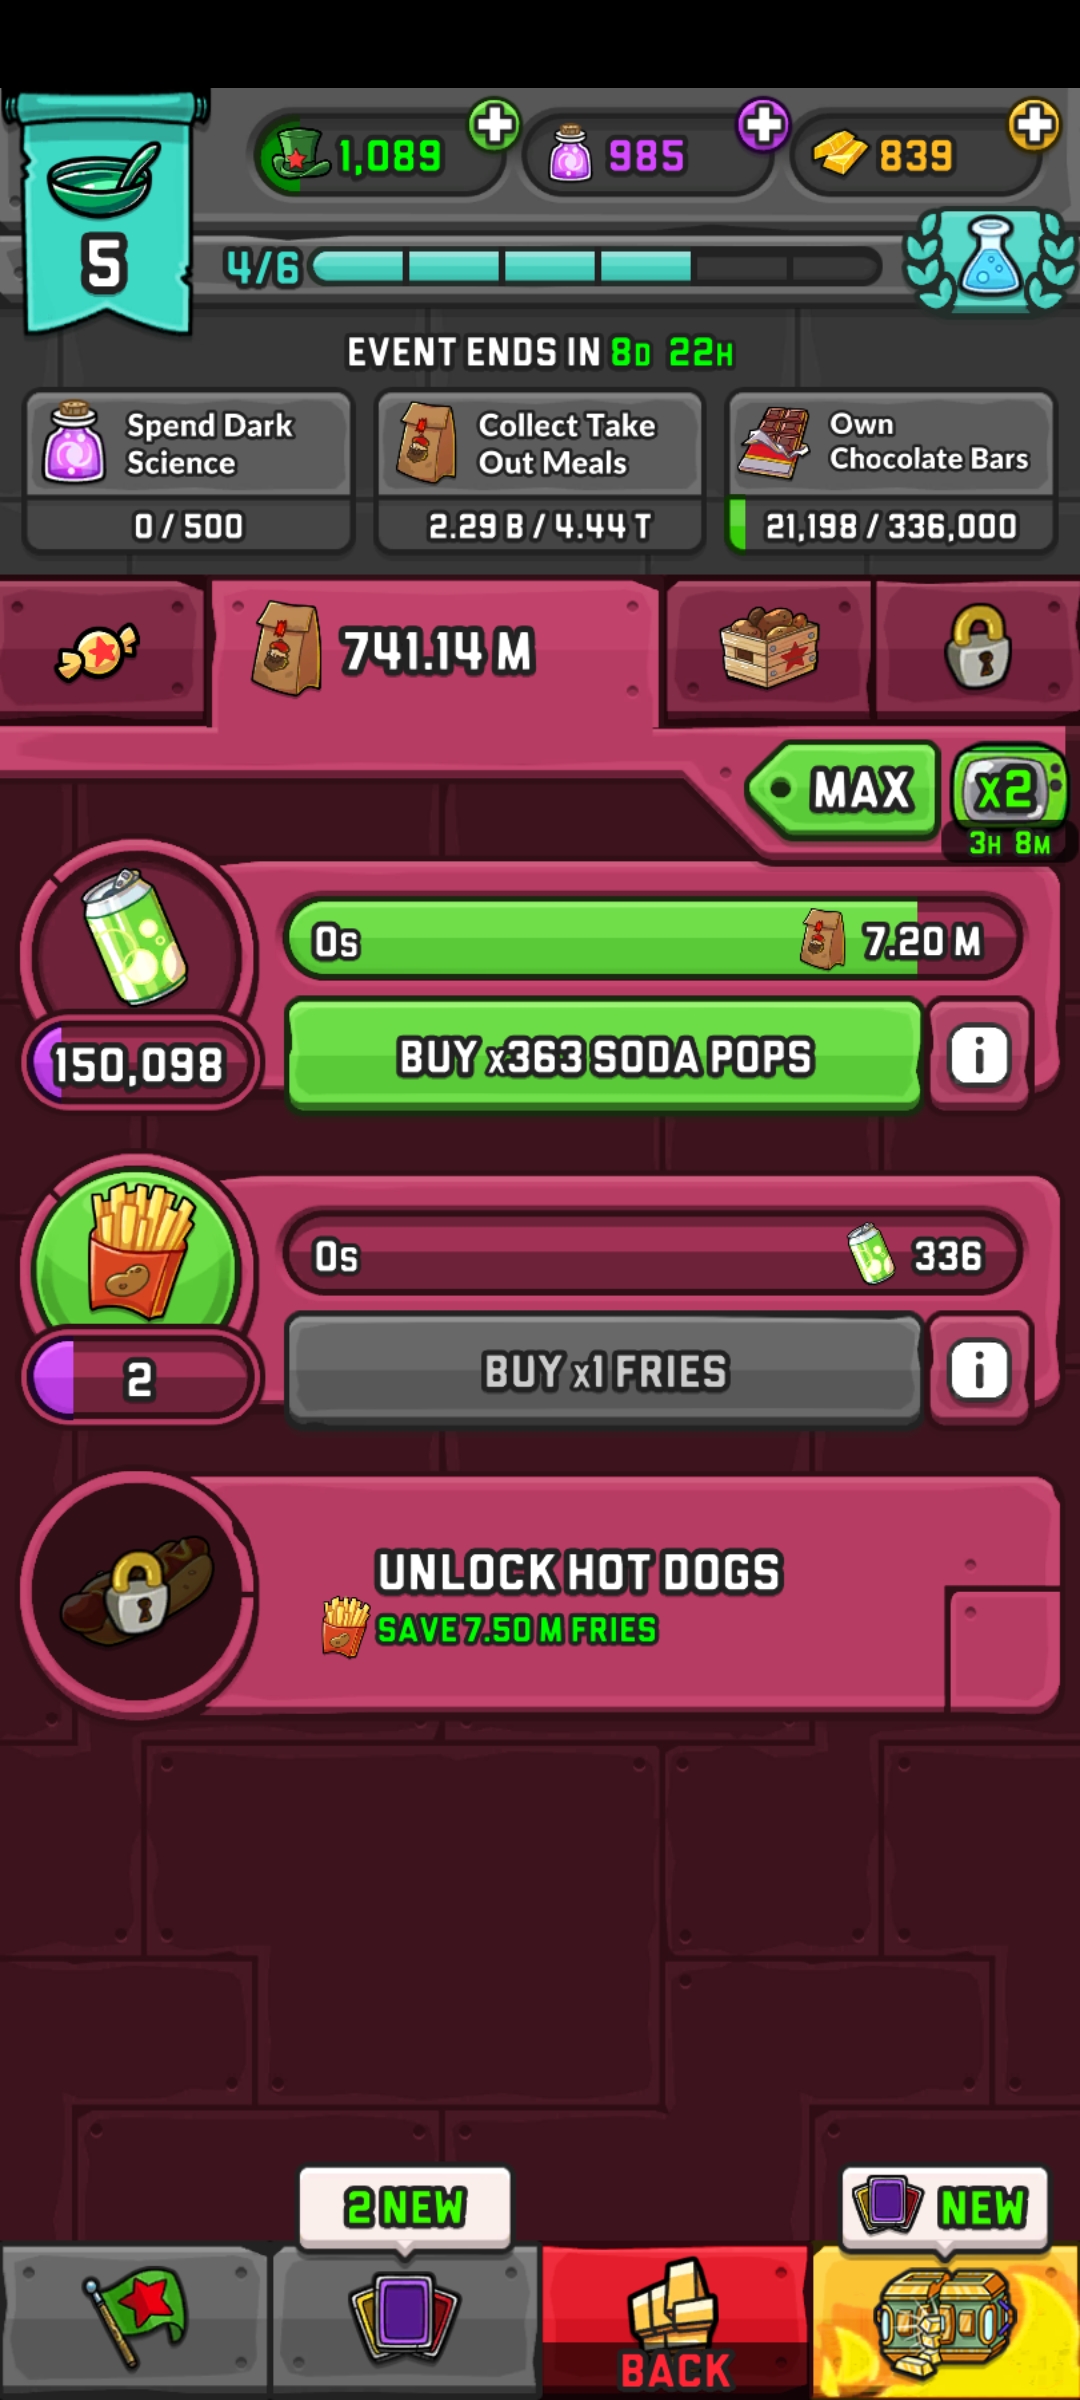 1,089
985
839
5
4/6
EVENT ENDS IN 8D 22H
Spend Dark
Science
0 / 500
Collect Take
Out Meals
2.29 B / 4.44 T
Own
Chocolate Bars
21,198 / 336,000
741.14 M
MAX
x2
3H 8M
0s
7.20 M
150,098
BUY x363 SODA POPS
i
0s
336
2
BUY x1 FRIES
i
UNLOCK HOT DOGS
SAVE 7.50 M FRIES
2 NEW
NEW
BACK